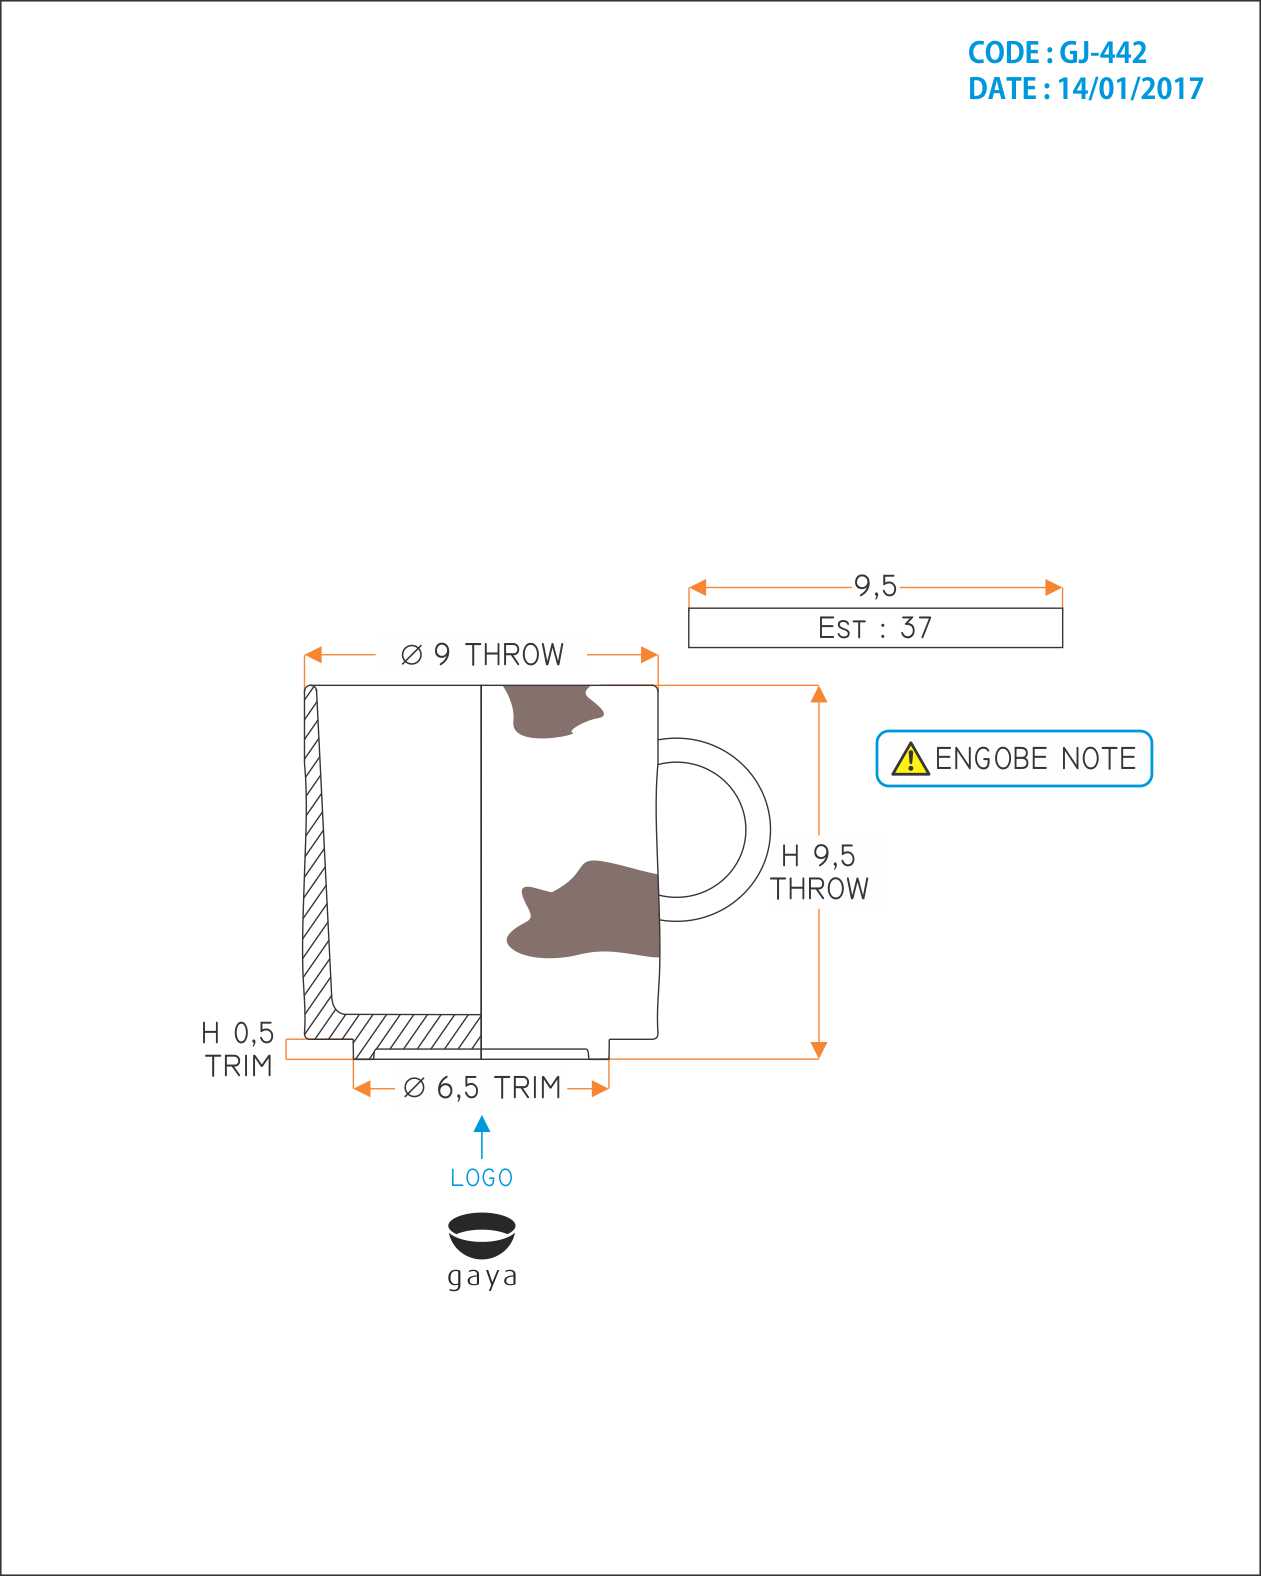 CODE : GJ-442
DATE : 14/01/2017
9,5
EST : 37
Ø 9 THROW
ENGOBE NOTE
H 9,5
THROW
H 0,5
TRIM
Ø 6,5 TRIM
LOGO
gaya